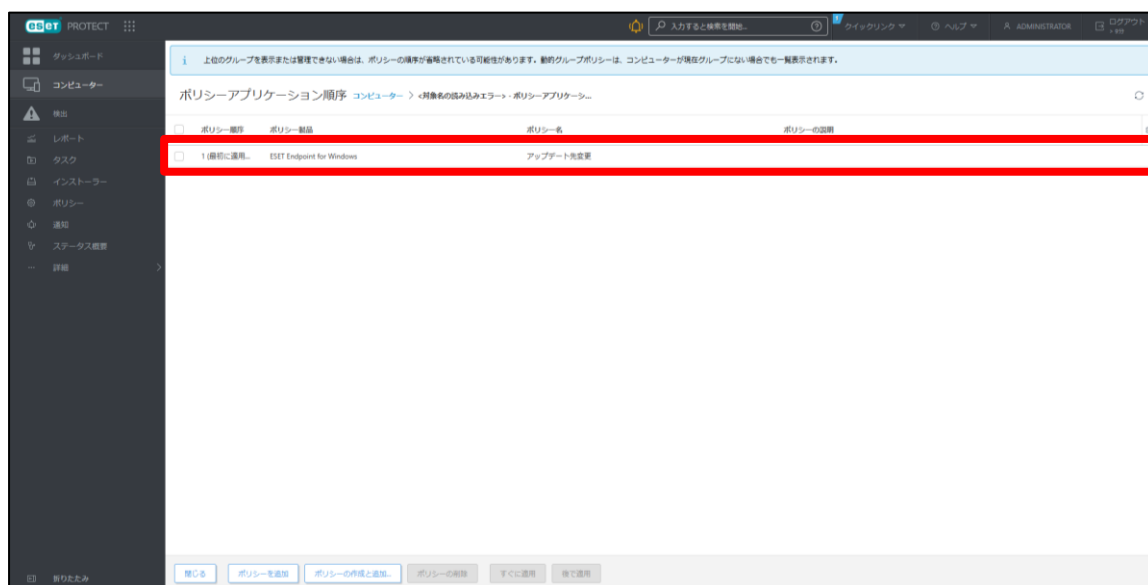 eset PROTECT
入力すると検索を開始...
クイックリンク
ヘルプ
ADMINISTRATOR
ログアウト
ダッシュボード
コンピューター
検出
レポート
タスク
インストーラー
ポリシー
通知
ステータス概要
詳細
折りたたみ
上位のグループを表示または管理できない場合は、ポリシーの順序が省略されている可能性があります。動的グループポリシーは、コンピューターが現在グループにない場合でも一覧表示されます。
ポリシーアプリケーション順序 コンピューター > <対象名の読み込みエラー> - ポリシーアプリケーシ...
ポリシー順序 ポリシー製品 ポリシー名 ポリシーの説明
1 (最初に適用... ESET Endpoint for Windows アップデート先変更
閉じる ポリシーを追加 ポリシーの作成と追加... ポリシーの削除 すぐに適用 後で適用